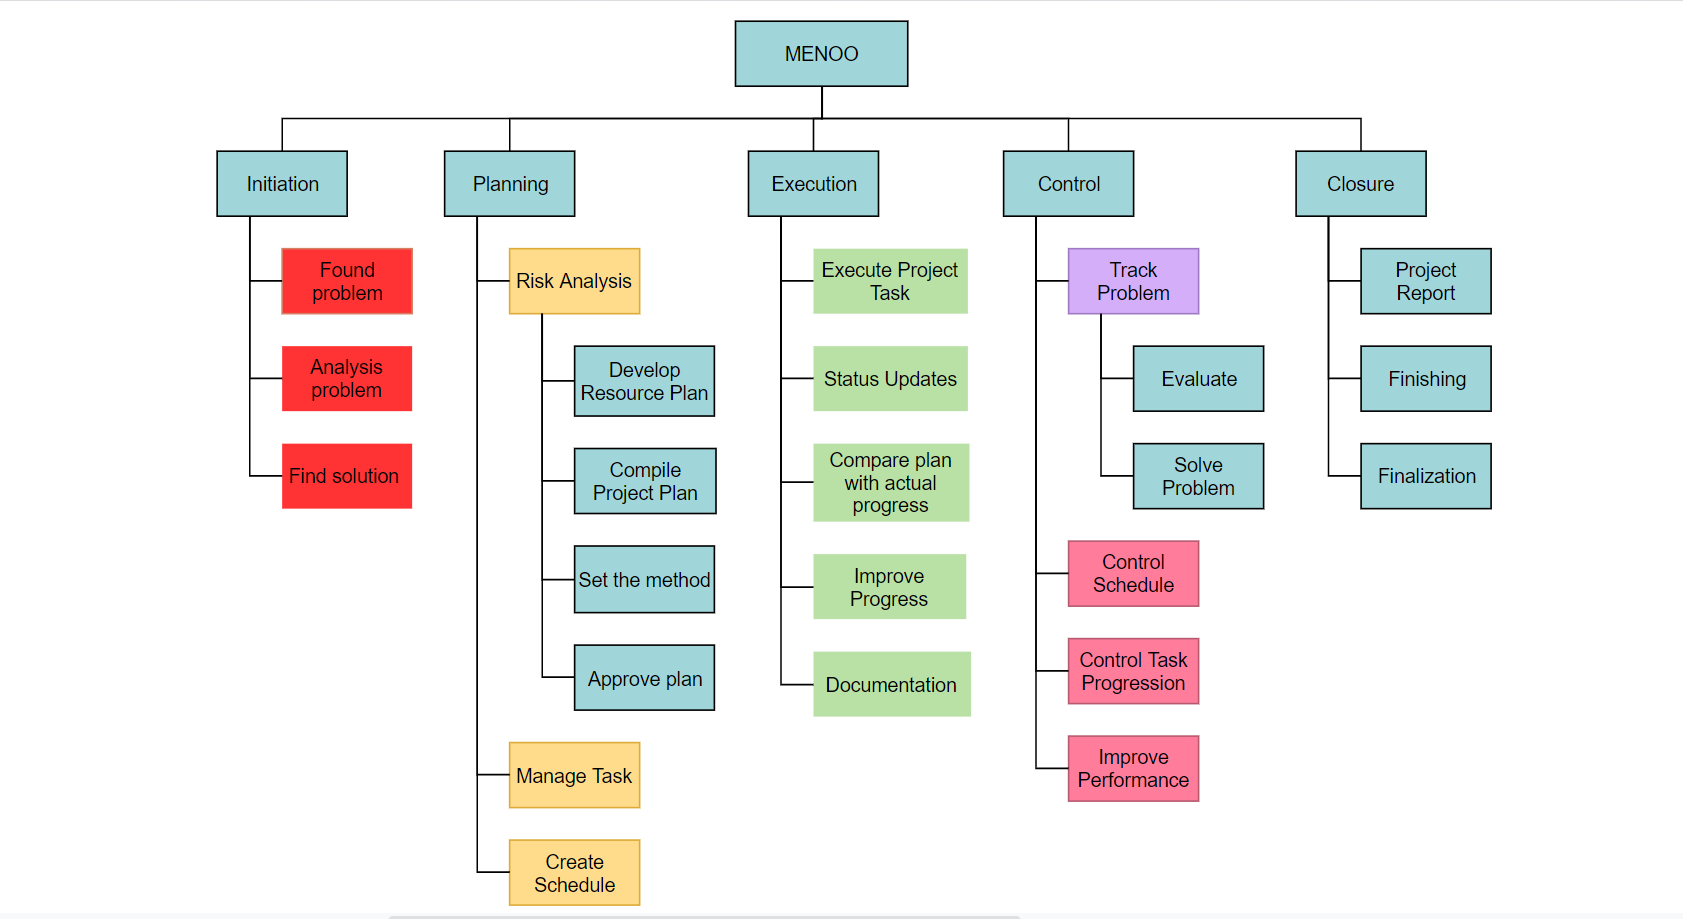 MENOO
Initiation
Planning
Execution
Control
Closure
Found
problem
Analysis
problem
Find solution
Risk Analysis
Develop
Resource Plan
Compile
Project Plan
Set the method
Approve plan
Manage Task
Create
Schedule
Execute Project
Task
Status Updates
Compare plan
with actual
progress
Improve
Progress
Documentation
Track
Problem
Evaluate
Solve
Problem
Control
Schedule
Control Task
Progression
Improve
Performance
Project
Report
Finishing
Finalization